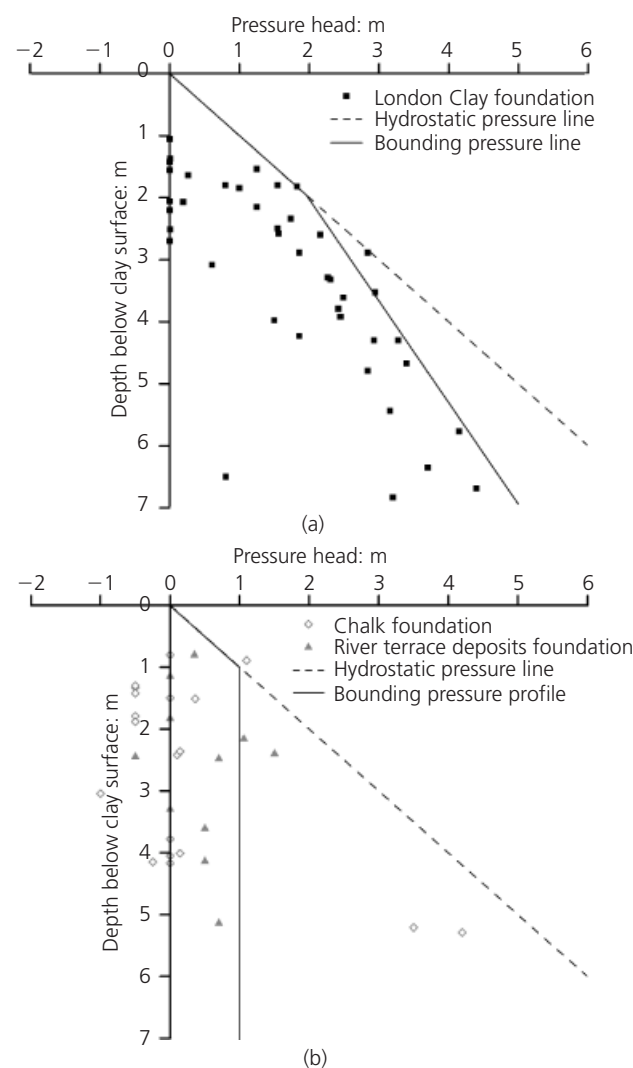 Pressure head: m
−2 −1 0 1 2 3 4 5 6
0
1
2
3
4
5
6
7
Depth below clay surface: m
London Clay foundation
Hydrostatic pressure line
Bounding pressure line
(a)
Pressure head: m
−2 −1 0 1 2 3 4 5 6
0
1
2
3
4
5
6
7
Depth below clay surface: m
Chalk foundation
River terrace deposits foundation
Hydrostatic pressure line
Bounding pressure profile
(b)